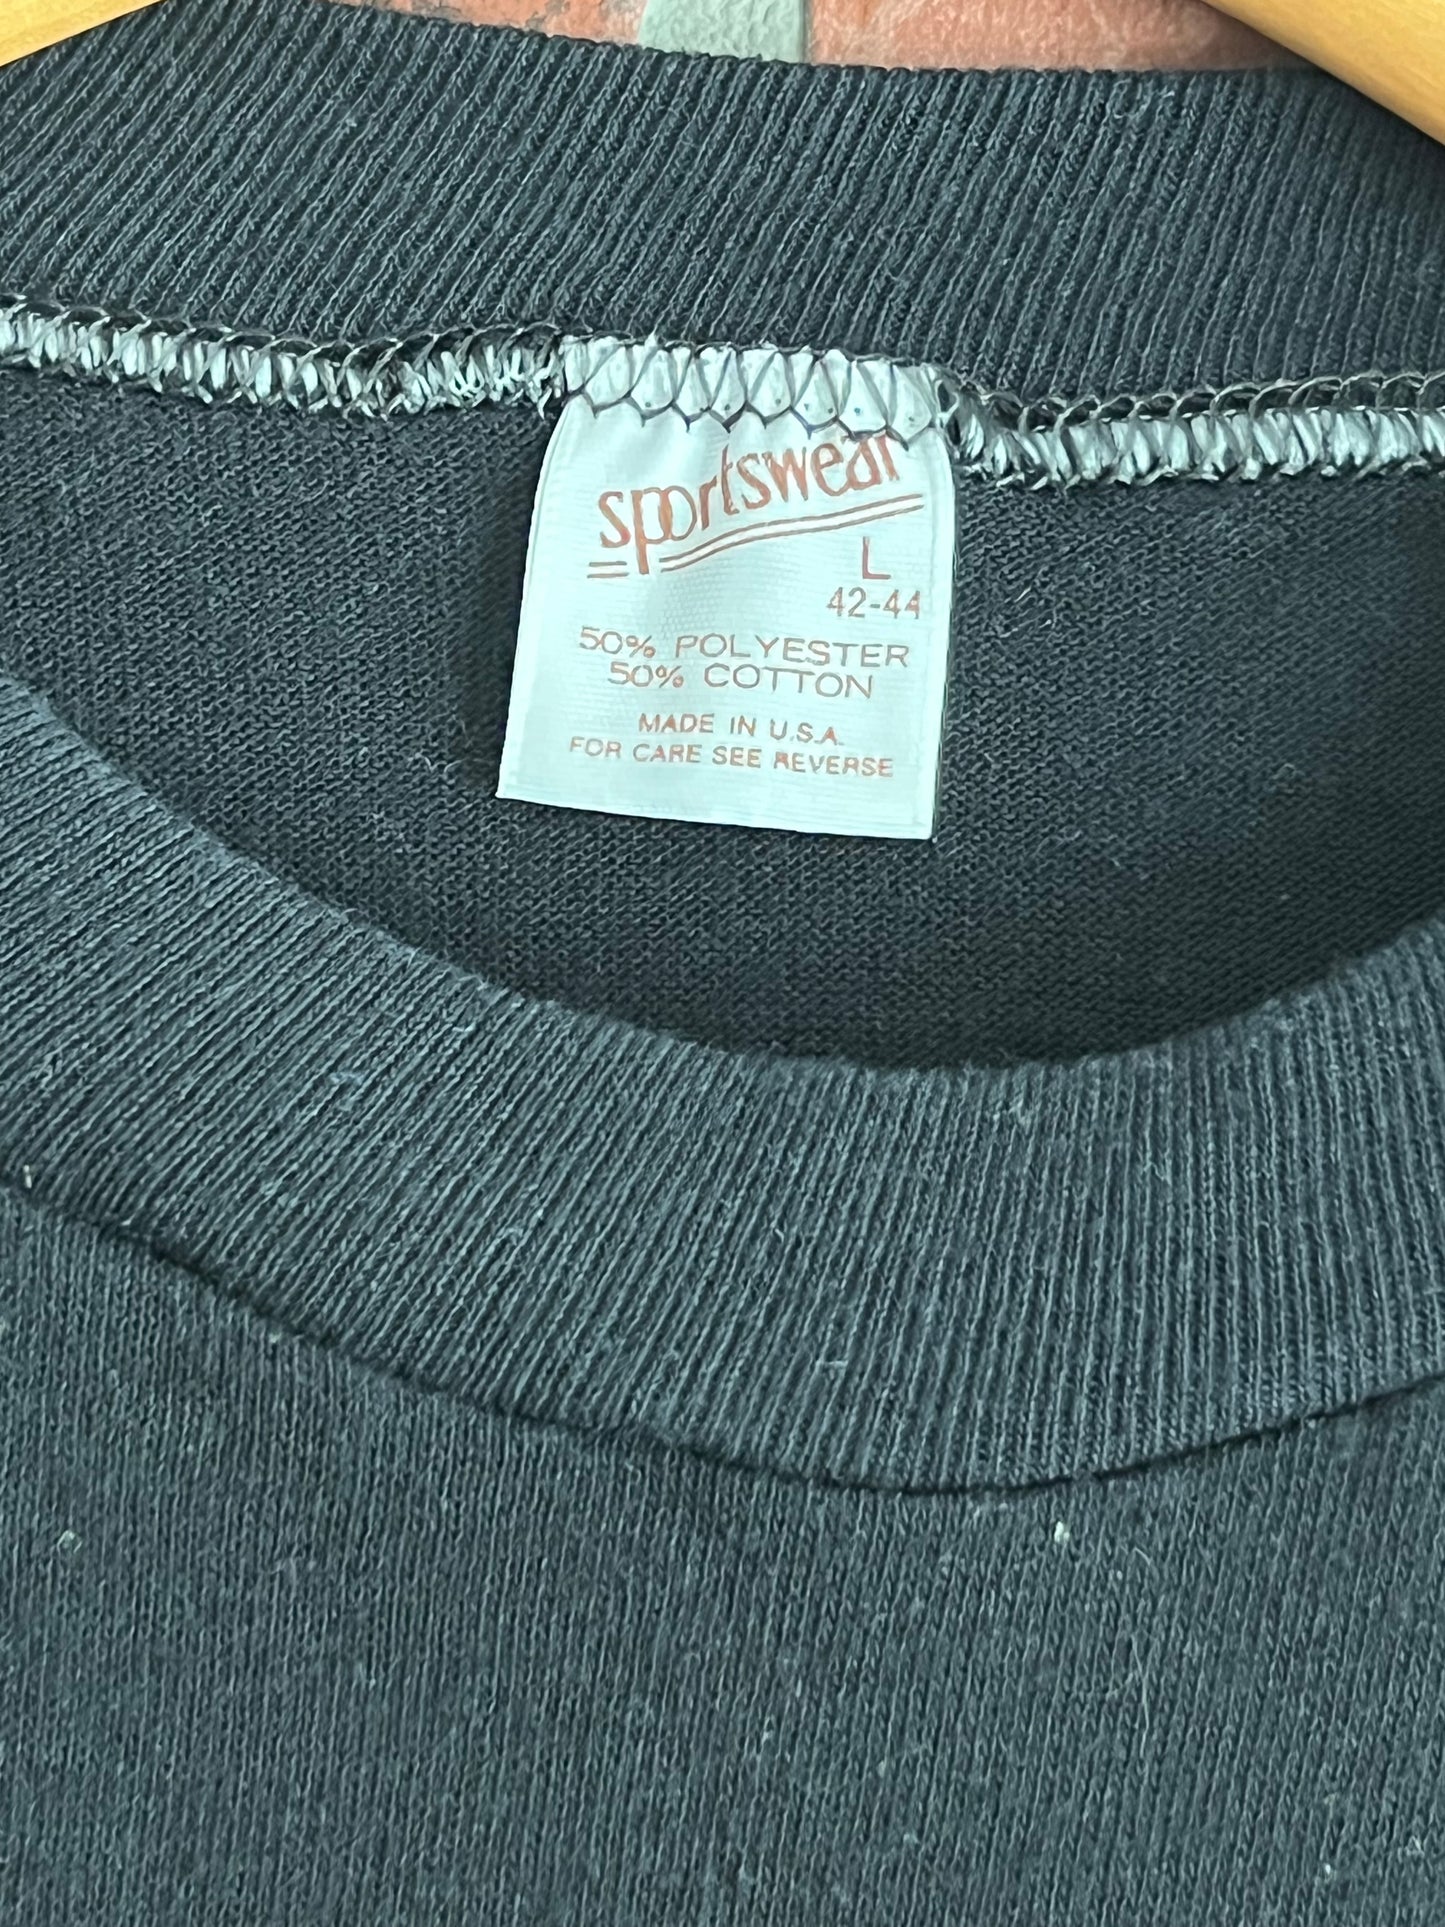 sportswear
L
42-44
50% POLYESTER
50% COTTON
MADE IN U.S.A.
FOR CARE SEE REVERSE